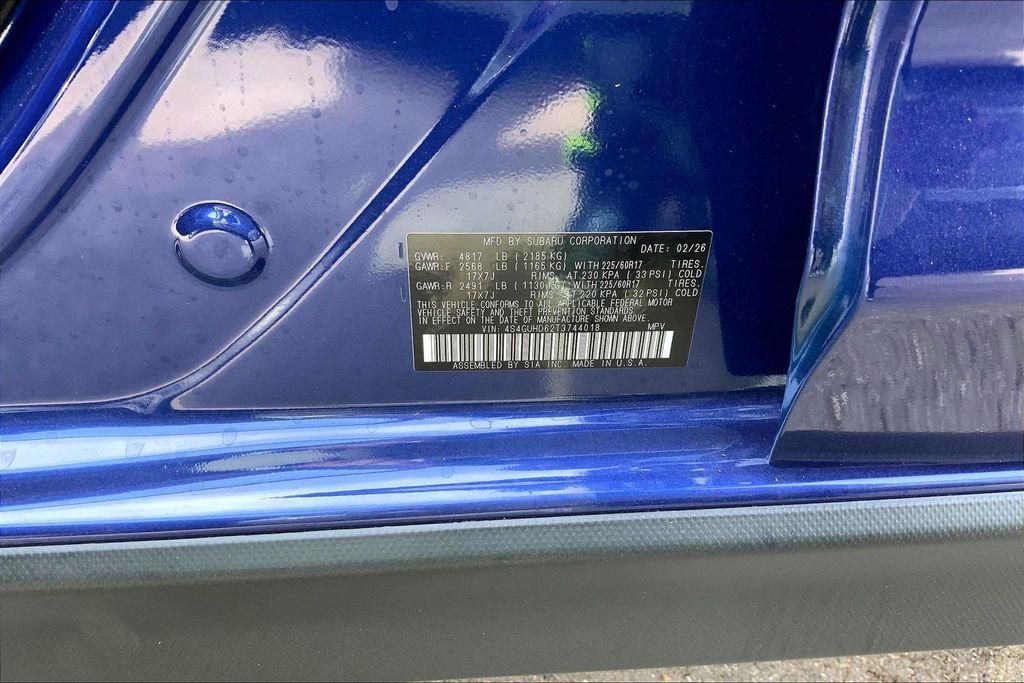 MFD BY SUBARU CORPORATION DATE: 02/26
GVWR: 4817 LB (2185 KG)
GAWR:F 2568 LB (1165 KG) WITH 225/60R17 TIRES.
17X7J RIMS. AT 230 KPA (33 PSI) COLD
GAWR:R 2491 LB (1130 KG) WITH 225/60R17 TIRES.
17X7J RIMS. AT 220 KPA (32 PSI) COLD
THIS VEHICLE CONFORMS TO ALL APPLICABLE FEDERAL MOTOR
VEHICLE SAFETY AND THEFT PREVENTION STANDARDS
IN EFFECT ON THE DATE OF MANUFACTURE SHOWN ABOVE.
VIN: 4S4GUHD62T3744018 MPV
ASSEMBLED BY SIA INC. MADE IN U.S.A.